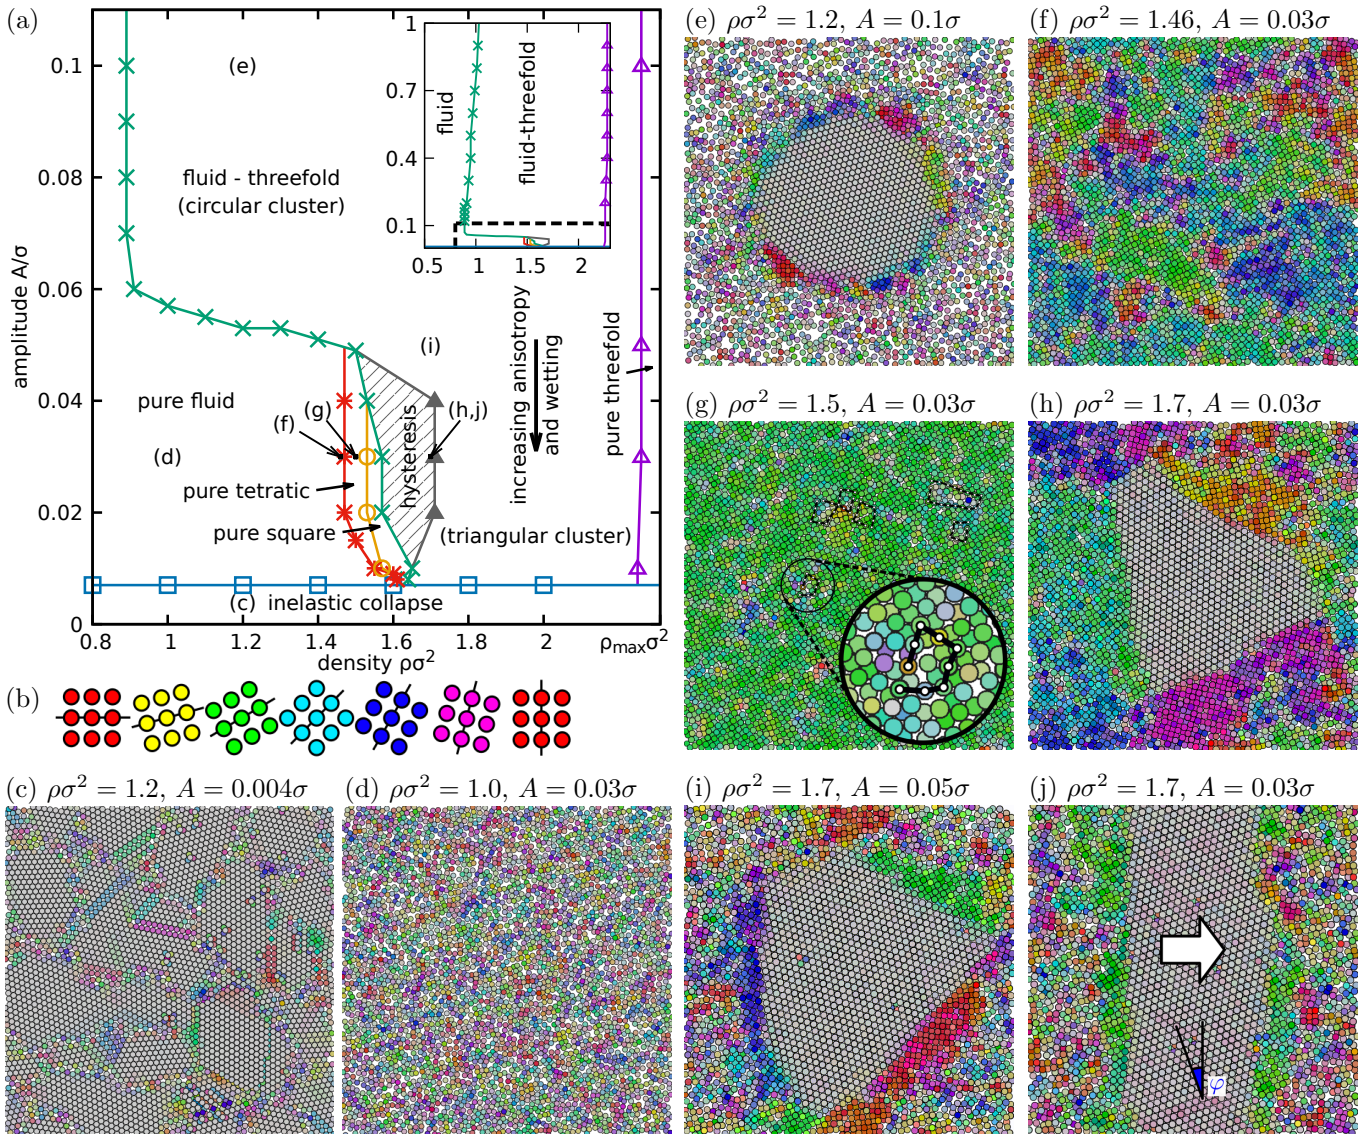 (a)
amplitude A/σ
0.1
0.08
0.06
0.04
0.02
0
0.8
1
1.2
1.4
1.6
1.8
2
ρmaxσ²
density ρσ²
(e)
fluid - threefold
(circular cluster)
pure fluid
(d)
(f)
(g)
pure tetratic
pure square
hysteresis
(h,j)
(i)
increasing anisotropy
and wetting
(triangular cluster)
pure threefold
(c) inelastic collapse
1
0.7
0.4
0.1
0.5
1
1.5
2
fluid
fluid-threefold
(b)
(c) ρσ² = 1.2, A = 0.004σ
(d) ρσ² = 1.0, A = 0.03σ
(e) ρσ² = 1.2, A = 0.1σ
(f) ρσ² = 1.46, A = 0.03σ
(g) ρσ² = 1.5, A = 0.03σ
(h) ρσ² = 1.7, A = 0.03σ
(i) ρσ² = 1.7, A = 0.05σ
(j) ρσ² = 1.7, A = 0.03σ
φ